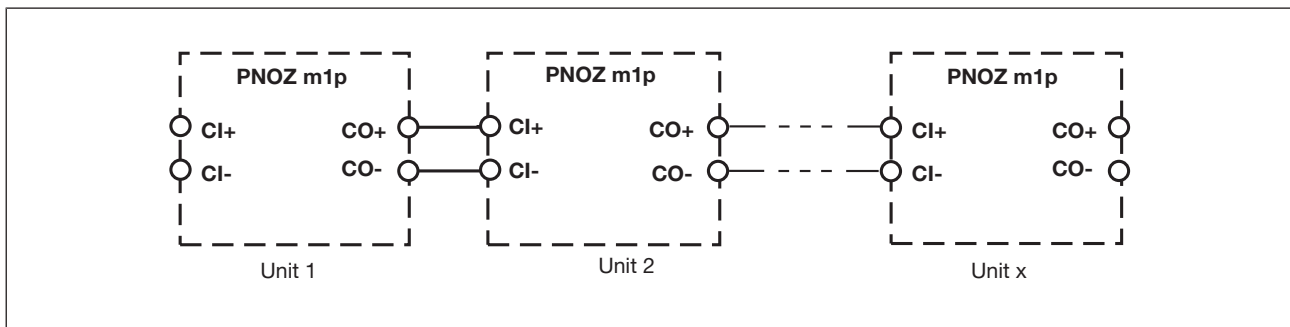 PNOZ m1p
CI+
CO+
CI-
CO-
Unit 1
PNOZ m1p
CI+
CO+
CI-
CO-
Unit 2
PNOZ m1p
CI+
CO+
CI-
CO-
Unit x